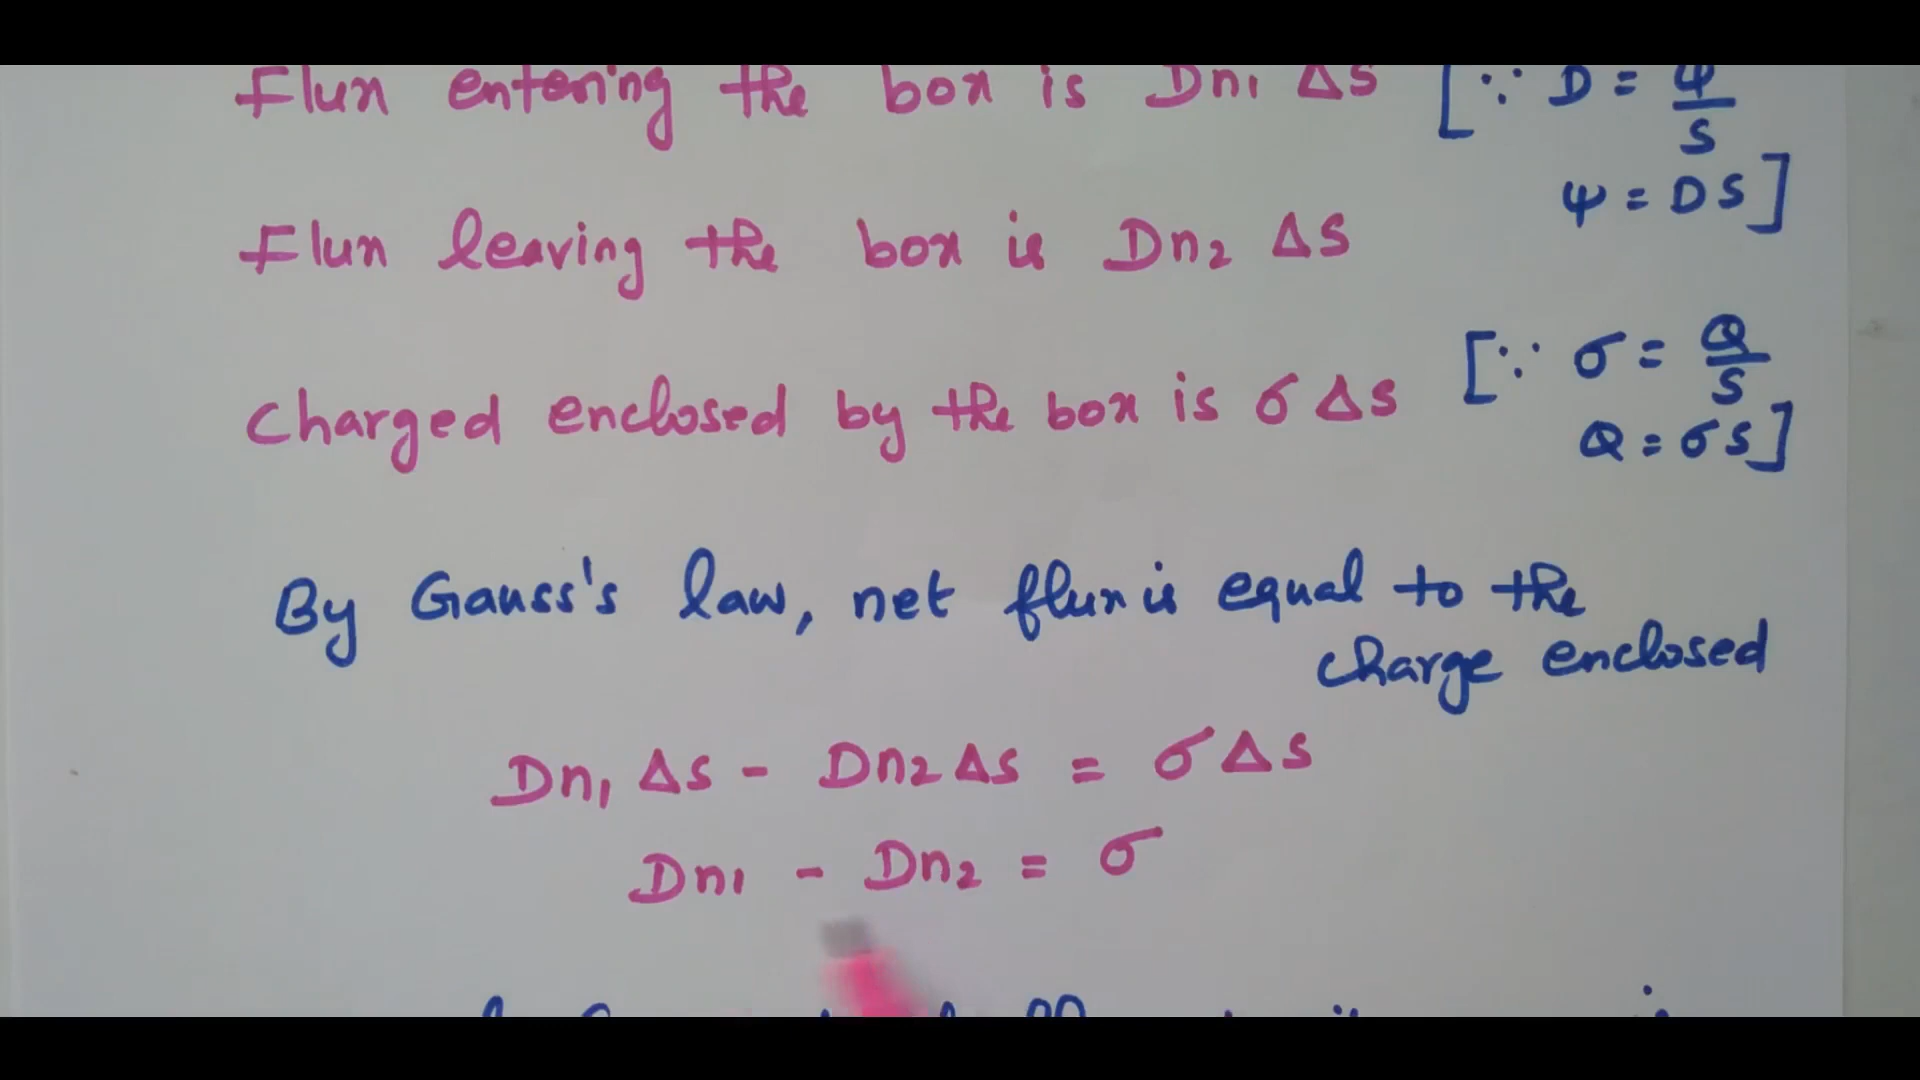 Flux entering the box is Dn1 ΔS [∵ D = ψ/S
ψ = DS]
Flux leaving the box is Dn2 ΔS
Charged enclosed by the box is σ ΔS [∵ σ = Q/S
Q = σS]
By Gauss's law, net flux is equal to the
charge enclosed
Dn1 ΔS - Dn2 ΔS = σ ΔS
Dn1 - Dn2 = σ